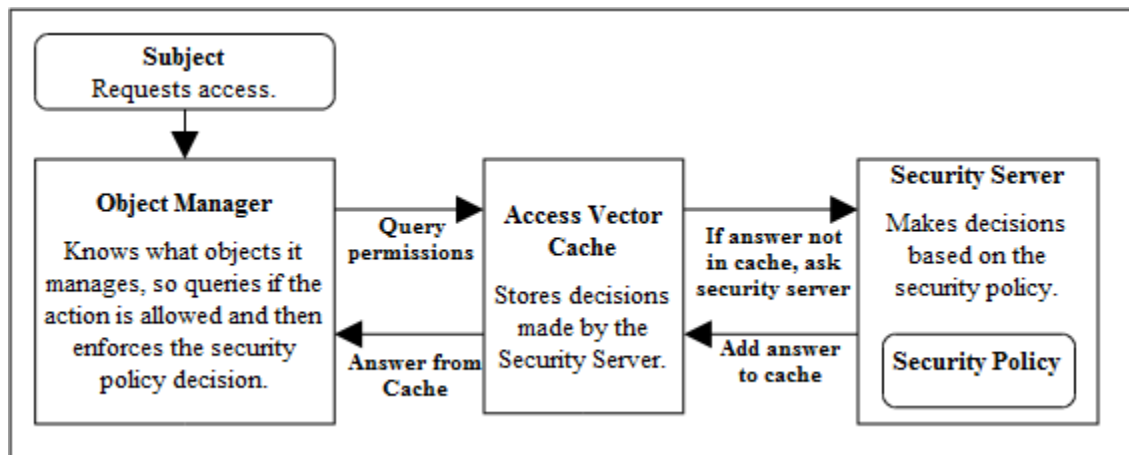 Subject
Requests access.
Object Manager
Knows what objects it
manages, so queries if the
action is allowed and then
enforces the security
policy decision.
Query
permissions
Answer from
Cache
Access Vector
Cache
Stores decisions
made by the
Security Server.
If answer not
in cache, ask
security server
Add answer
to cache
Security Server
Makes decisions
based on the
security policy.
Security Policy